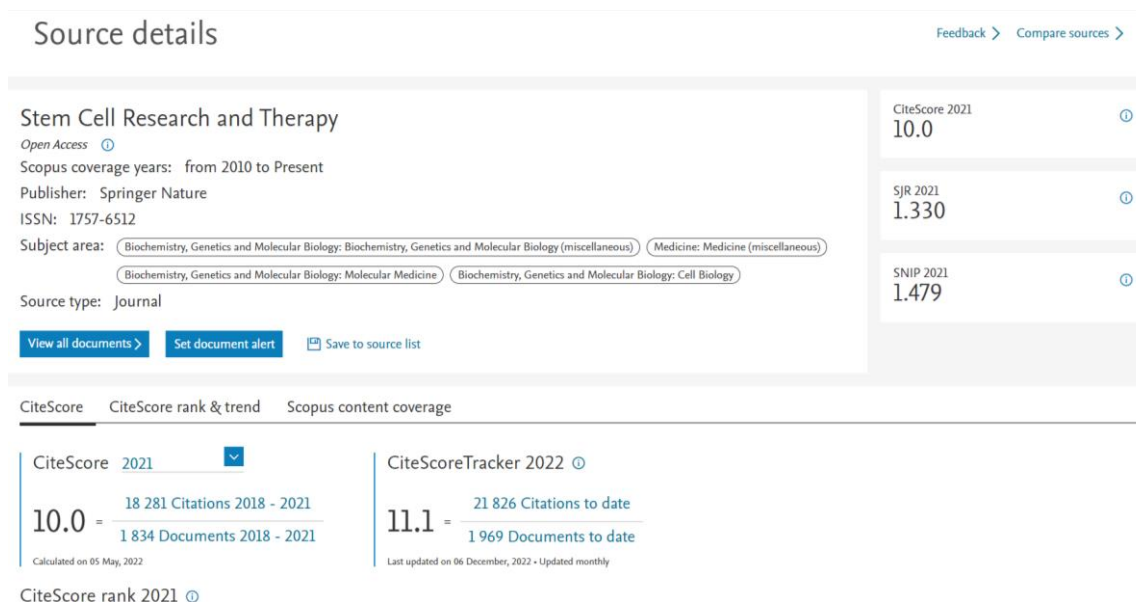 Source details
Feedback
Compare sources
Stem Cell Research and Therapy
Open Access
Scopus coverage years: from 2010 to Present
Publisher: Springer Nature
ISSN: 1757-6512
Subject area: Biochemistry, Genetics and Molecular Biology: Biochemistry, Genetics and Molecular Biology (miscellaneous) Medicine: Medicine (miscellaneous)
Biochemistry, Genetics and Molecular Biology: Molecular Medicine Biochemistry, Genetics and Molecular Biology: Cell Biology
Source type: Journal
View all documents > Set document alert Save to source list
CiteScore 2021
10.0
SJR 2021
1.330
SNIP 2021
1.479
CiteScore CiteScore rank & trend Scopus content coverage
CiteScore 2021
10.0 =
18 281 Citations 2018 - 2021
1 834 Documents 2018 - 2021
Calculated on 05 May, 2022
CiteScoreTracker 2022
11.1 =
21 826 Citations to date
1 969 Documents to date
Last updated on 06 December, 2022 • Updated monthly
CiteScore rank 2021